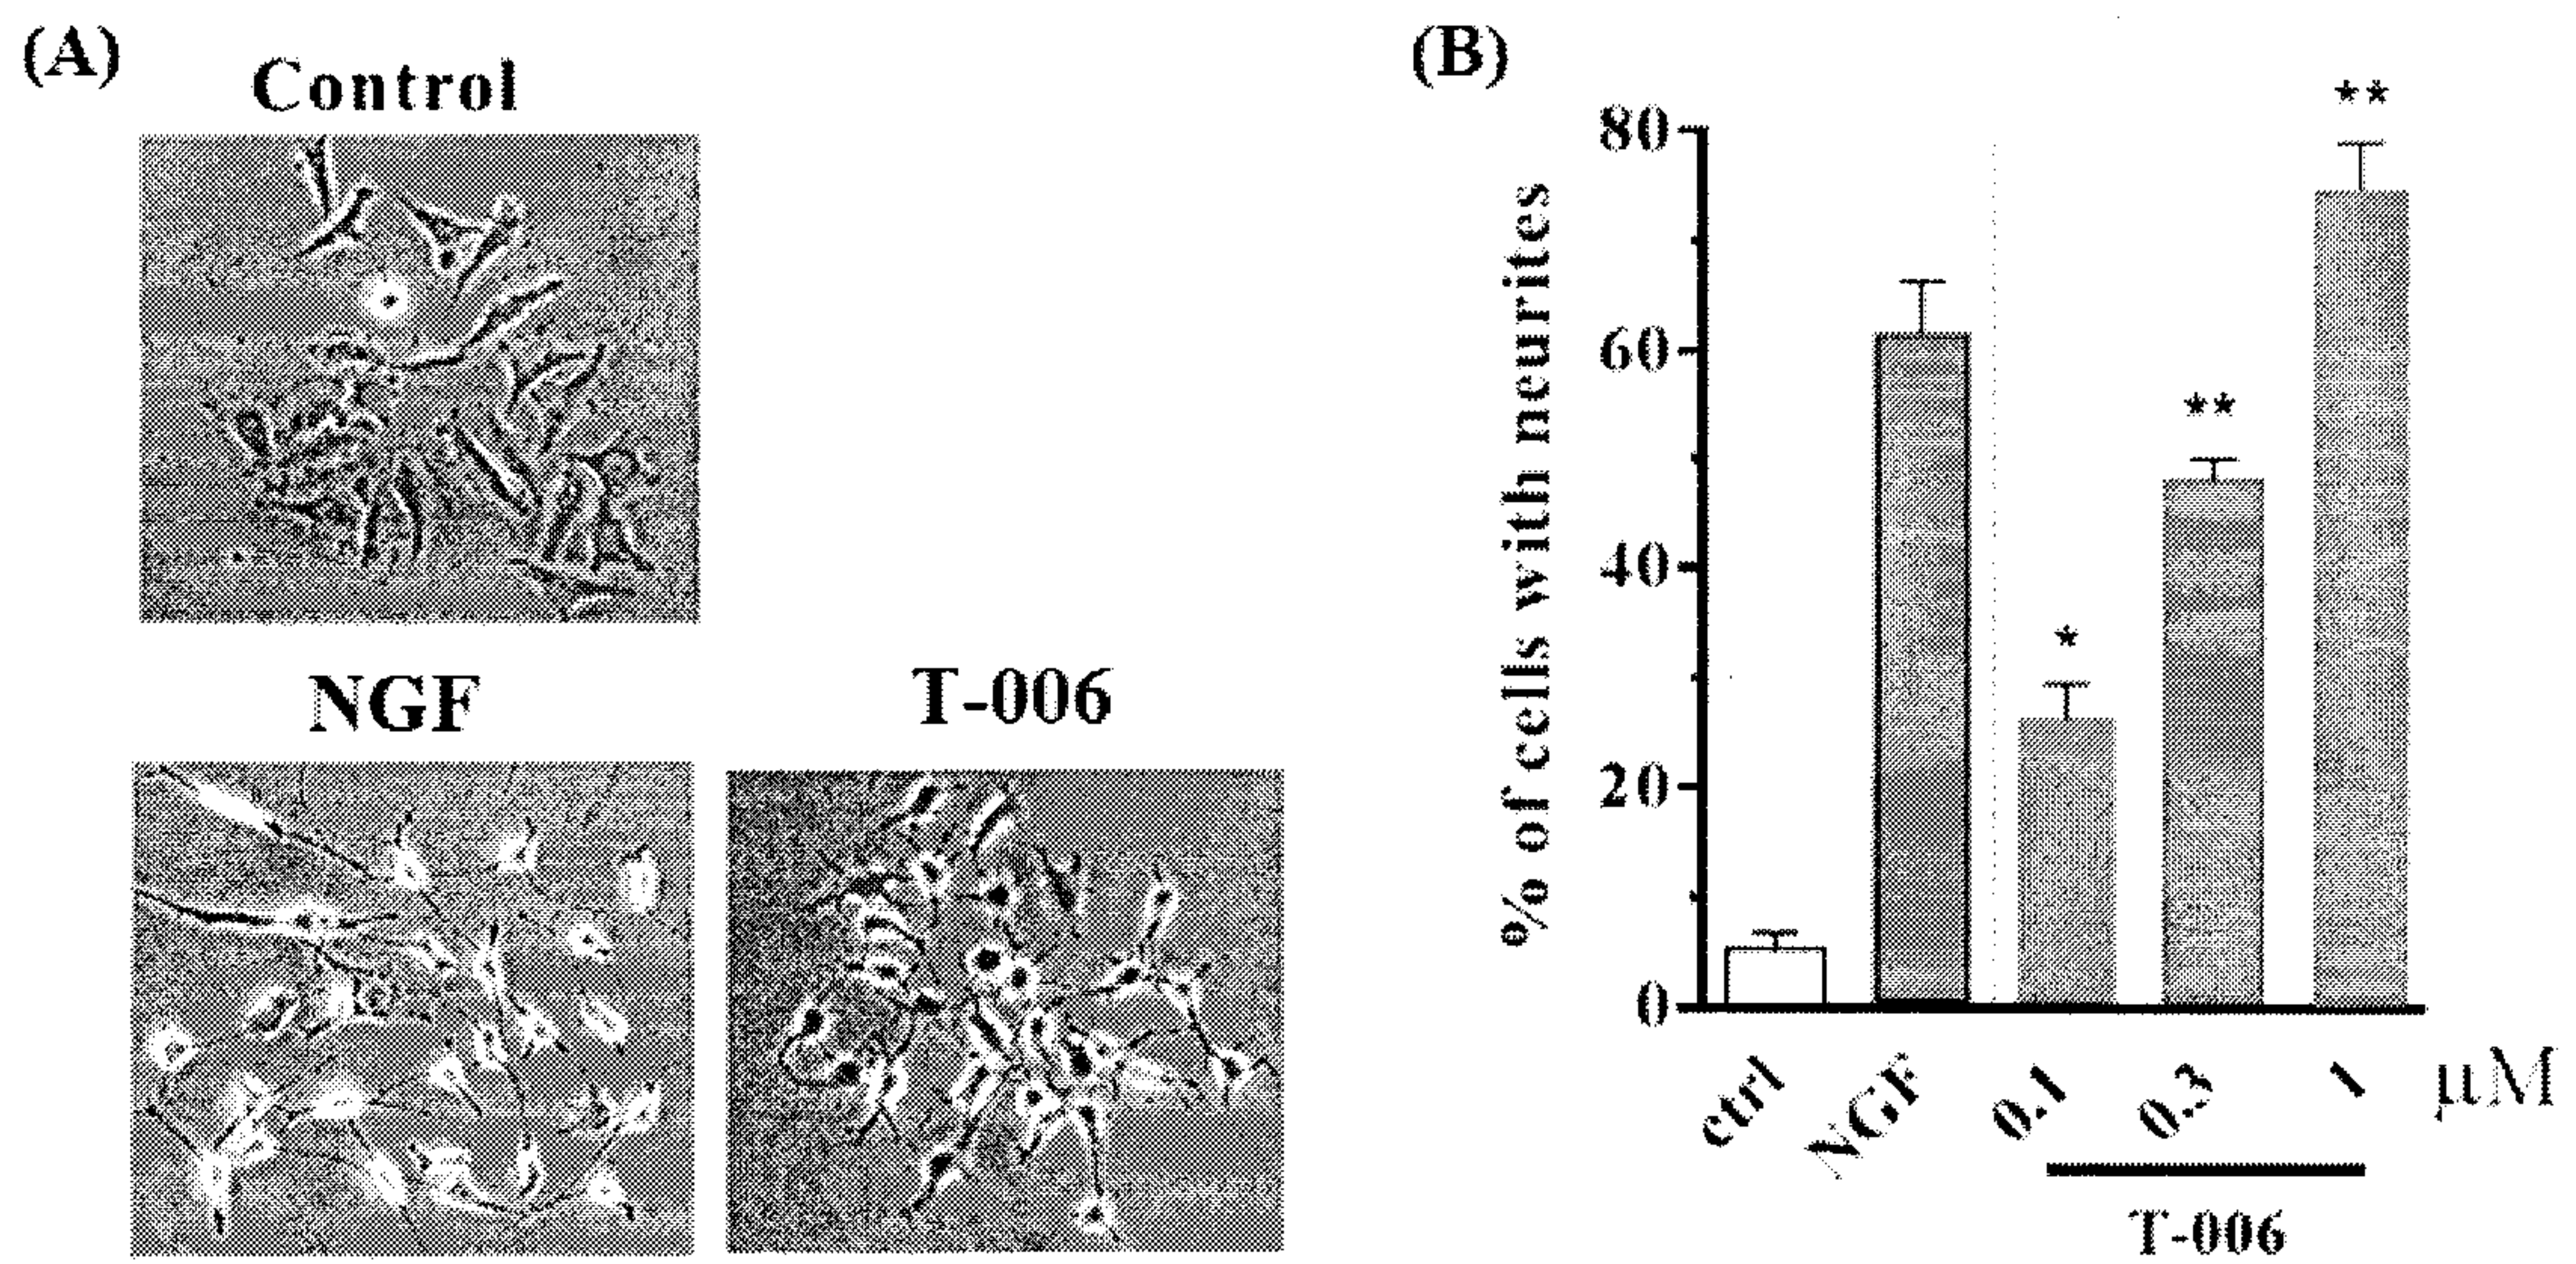 (A)
Control
NGF
T-006
(B)
**
80
60
**
40
*
20
0
% of cells with neurites
ctrl
NGF
0.1
0.3
1
µM
T-006